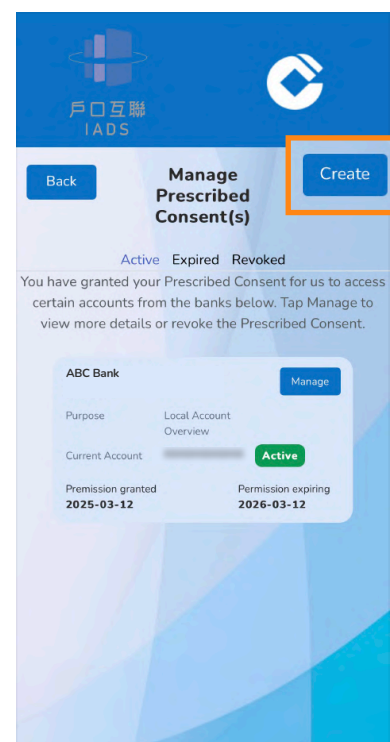 戶口互聯
IADS
Back
Manage
Prescribed
Consent(s)
Create
Active Expired Revoked
You have granted your Prescribed Consent for us to access
certain accounts from the banks below. Tap Manage to
view more details or revoke the Prescribed Consent.
ABC Bank
Manage
Purpose
Local Account
Overview
Current Account
Active
Premission granted
2025-03-12
Permission expiring
2026-03-12